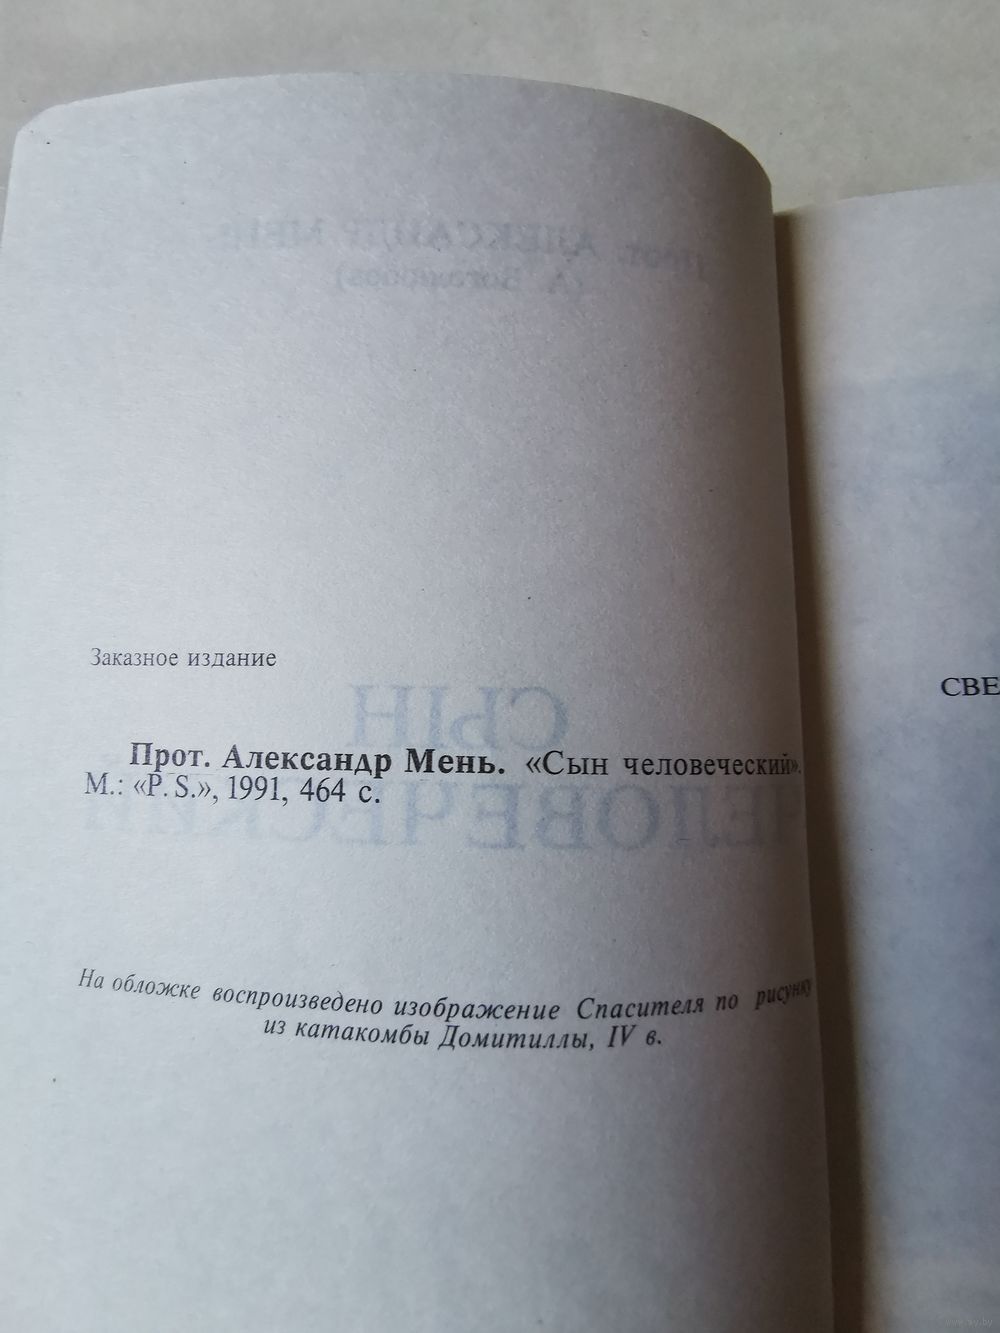 Заказное издание
Прот. Александр Мень. «Сын человеческий».
М.: «P. S.», 1991, 464 с.
На обложке воспроизведено изображение Спасителя по рисунку
из катакомбы Домитиллы, IV в.
СВЕ